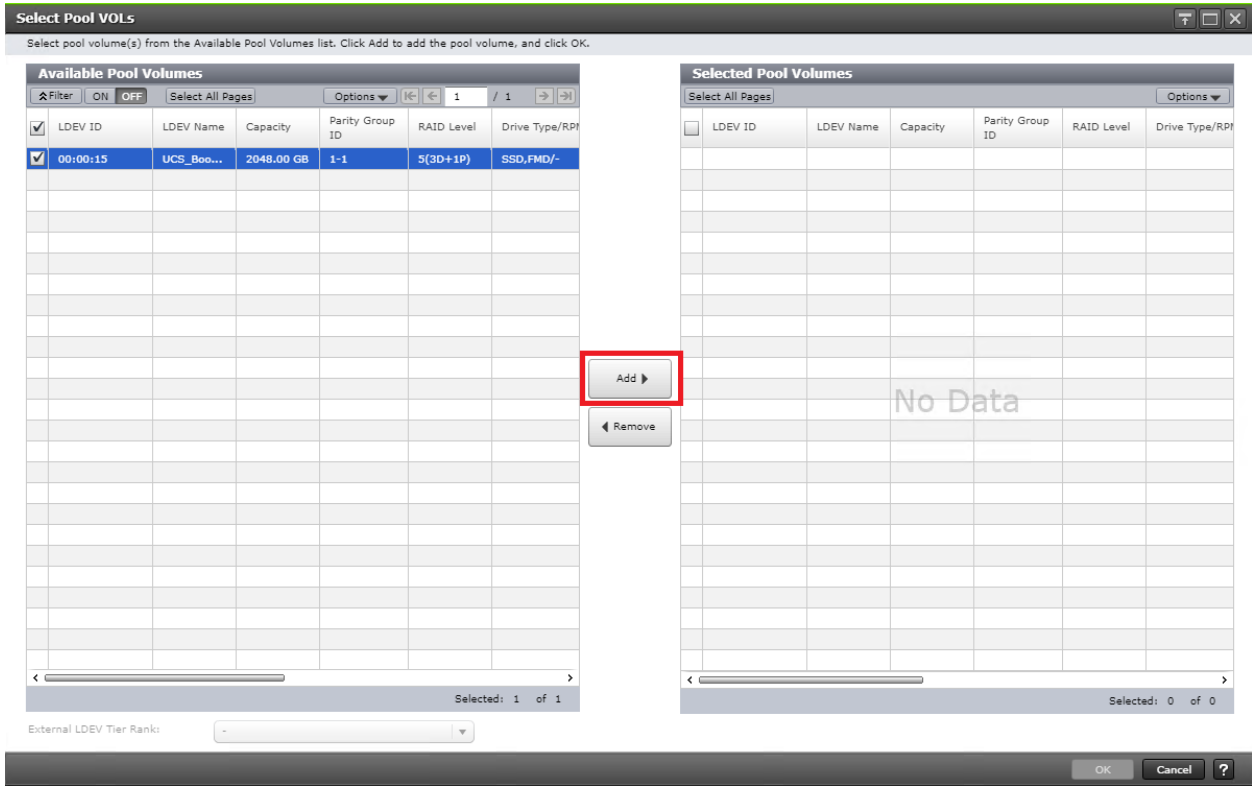 Select Pool VOLs
Select pool volume(s) from the Available Pool Volumes list. Click Add to add the pool volume, and click OK.
Available Pool Volumes
Filter ON OFF Select All Pages Options 1 / 1
LDEV ID LDEV Name Capacity Parity Group ID RAID Level Drive Type/RPM
00:00:15 UCS_Boo... 2048.00 GB 1-1 5(3D+1P) SSD,FMD/-
Selected: 1 of 1
External LDEV Tier Rank: -
Add
Remove
Selected Pool Volumes
Select All Pages Options
LDEV ID LDEV Name Capacity Parity Group ID RAID Level Drive Type/RPM
No Data
Selected: 0 of 0
OK Cancel ?